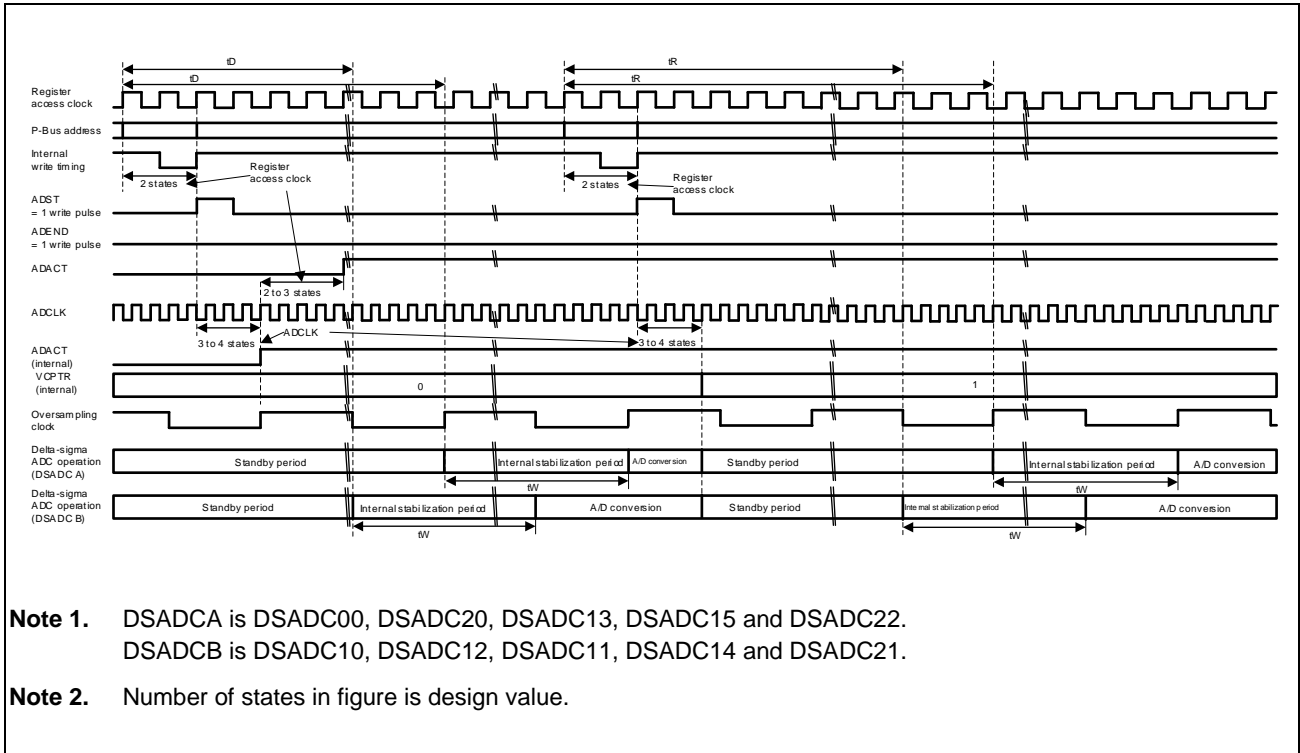 tD
tR
tD
tR
Register
access clock
P-Bus address
Internal
write timing
Register
access clock
2 states
Register
access clock
2 states
ADST
= 1 write pulse
ADEND
= 1 write pulse
ADACT
2 to 3 states
ADCLK
ADCLK
3 to 4 states
3 to 4 states
ADACT
(internal)
VCPTR
(internal)
0
1
Oversampling
clock
Delta-sigma
ADC operation
(DSADCA)
Standby period
Internal stabilization period
A/D conversion
Standby period
Internal stabilization period
A/D conversion
tW
tW
Delta-sigma
ADC operation
(DSADCB)
Standby period
Internal stabilization period
A/D conversion
Standby period
Internal stabilization period
A/D conversion
tW
tW
Note 1. DSADCA is DSADC00, DSADC20, DSADC13, DSADC15 and DSADC22.
DSADCB is DSADC10, DSADC12, DSADC11, DSADC14 and DSADC21.
Note 2. Number of states in figure is design value.